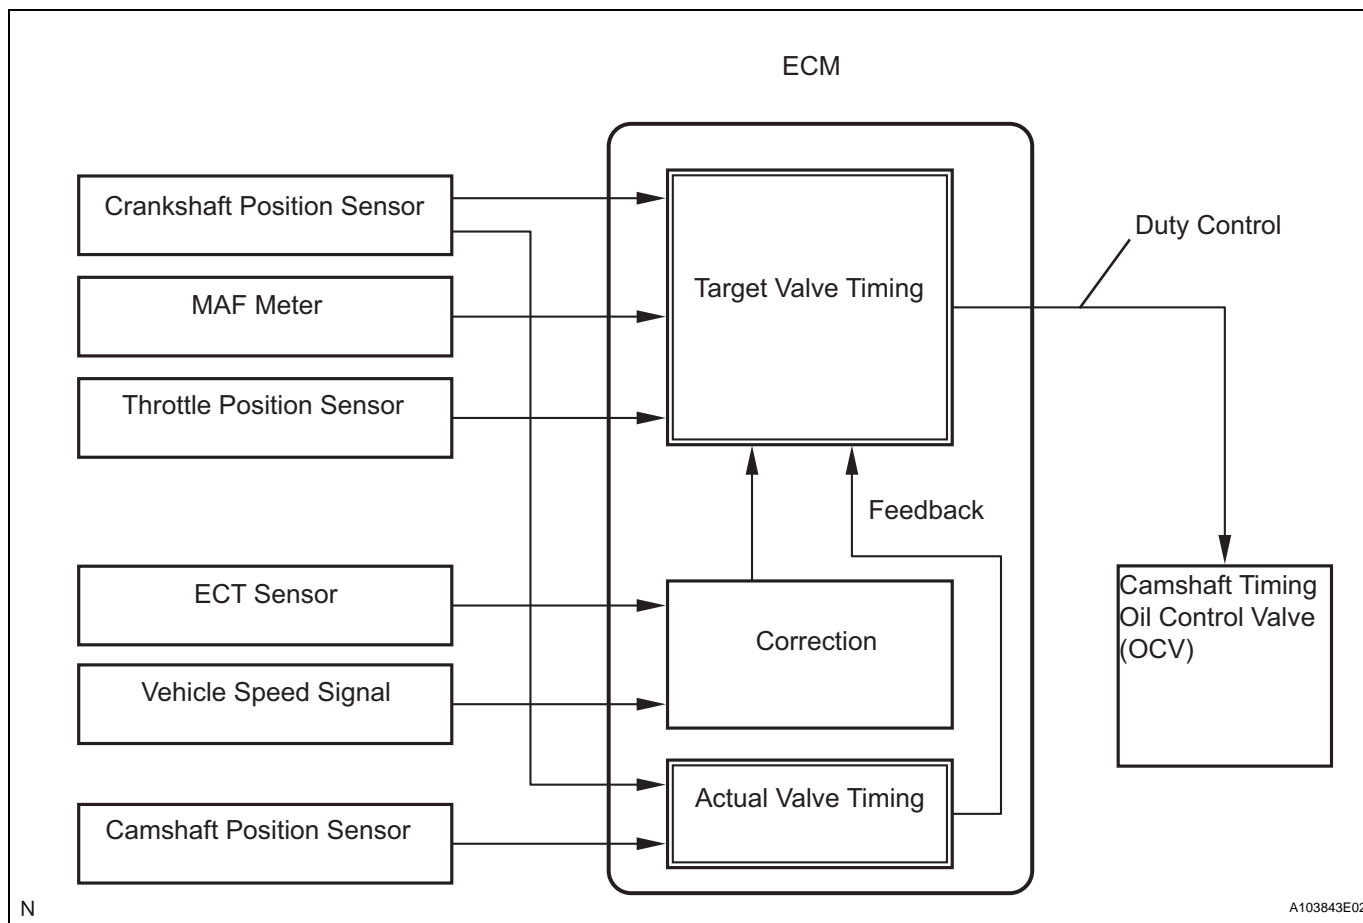 ECM
Crankshaft Position Sensor
MAF Meter
Throttle Position Sensor
ECT Sensor
Vehicle Speed Signal
Camshaft Position Sensor
Target Valve Timing
Feedback
Correction
Actual Valve Timing
Duty Control
Camshaft Timing
Oil Control Valve
(OCV)
N
A103843E02